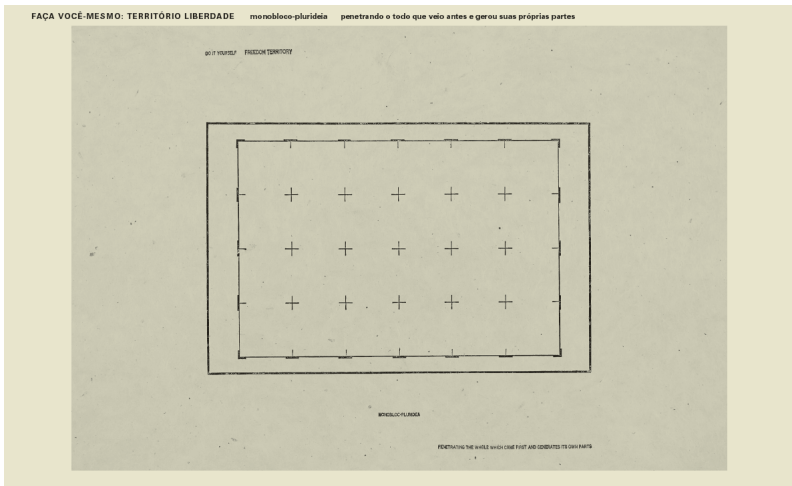 FAÇA VOCÊ-MESMO: TERRITÓRIO LIBERDADE monobloco-plurideia penetrando o todo que veio antes e gerou suas próprias partes
DO IT YOURSELF FREEDOM TERRITORY
MONOBLOC-PLURIIDEA
PENETRATING THE WHOLE WHICH CAME FIRST AND GENERATES ITS OWN PARTS